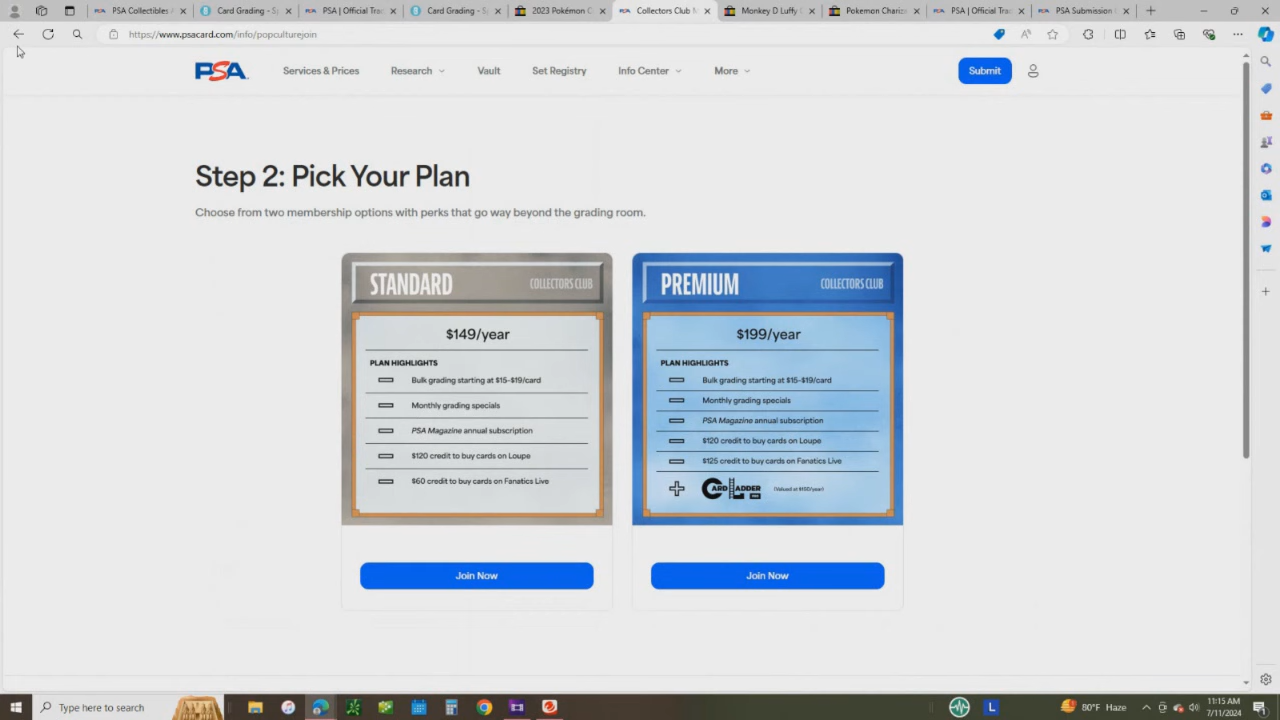 PSA Collectibles A
Card Grading - Sp
PSA | Official Trac
Card Grading - Sp
2023 Pokémon C
Collectors Club M
Monkey D Luffy
Pokemon Chariz
PSA | Official Trac
PSA Submission
https://www.psacard.com/info/popculturejoin
PSA
Services & Prices
Research
Vault
Set Registry
Info Center
More
Submit
Step 2: Pick Your Plan
Choose from two membership options with perks that go way beyond the grading room.
STANDARD COLLECTORS CLUB
$149/year
PLAN HIGHLIGHTS
Bulk grading starting at $15-$19/card
Monthly grading specials
PSA Magazine annual subscription
$120 credit to buy cards on Loupe
$60 credit to buy cards on Fanatics Live
Join Now
PREMIUM COLLECTORS CLUB
$199/year
PLAN HIGHLIGHTS
Bulk grading starting at $15-$19/card
Monthly grading specials
PSA Magazine annual subscription
$120 credit to buy cards on Loupe
$125 credit to buy cards on Fanatics Live
CARD LADDER
Join Now
Type here to search
L
80°F Haze
11:15 AM
7/11/2024